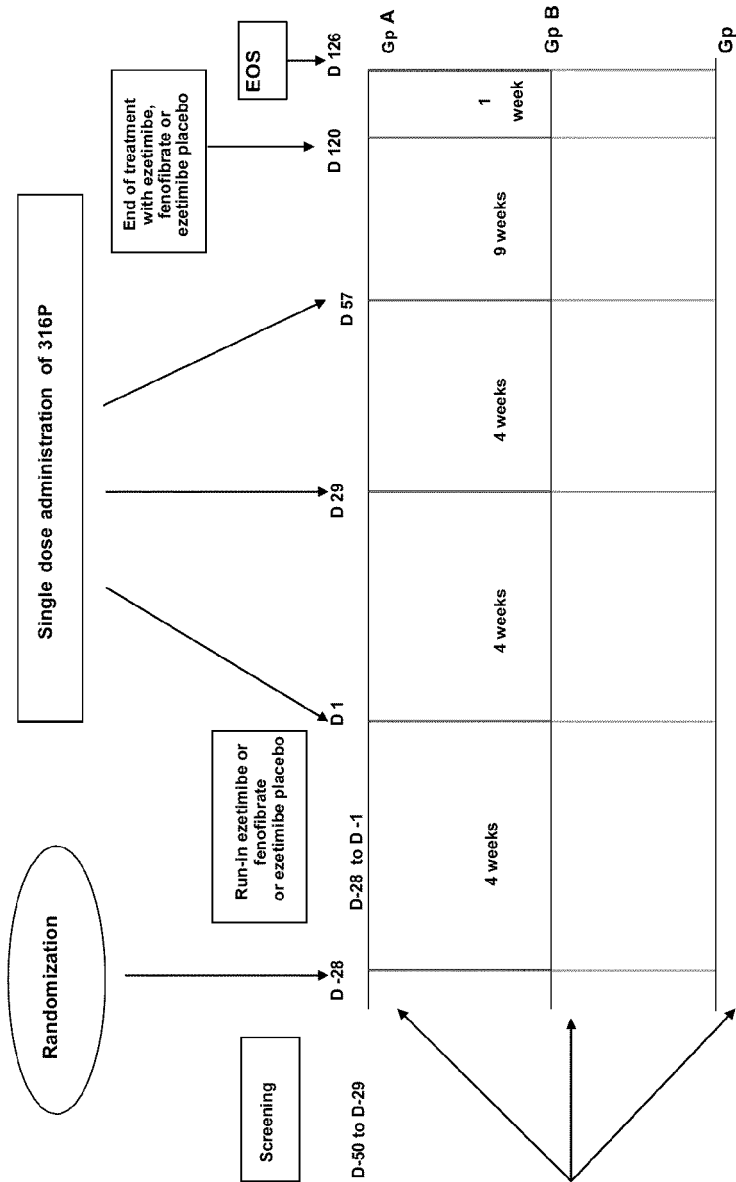 Randomization
Single dose administration of 316P
Screening
Run-in ezetimibe or
fenofibrate
or ezetimibe placebo
End of treatment
with ezetimibe,
fenofibrate or
ezetimibe placebo
EOS
D-50 to D-29
D -28
D-28 to D -1
D 1
D 29
D 57
D 120
D 126
4 weeks
4 weeks
4 weeks
9 weeks
1
week
Gp A
Gp B
Gp